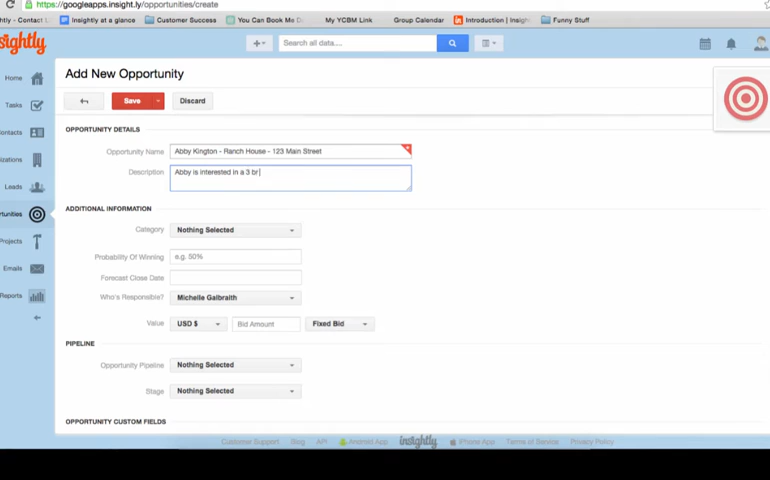 https://googleapps.insight.ly/opportunities/create
Insightly at a glance
Customer Success
You Can Book Me
My YCBM Link
Group Calendar
Introduction | Insigh
Funny Stuff
sightly
Search all data....
Home
Tasks
ontacts
izations
Leads
rtunities
Projects
Emails
Reports
Add New Opportunity
Save
Discard
OPPORTUNITY DETAILS
Opportunity Name
Abby Kington - Ranch House - 123 Main Street
Description
Abby is interested in a 3 br
ADDITIONAL INFORMATION
Category
Nothing Selected
Probability Of Winning
e.g. 50%
Forecast Close Date
Who's Responsible?
Michelle Galbraith
Value
USD $
Bid Amount
Fixed Bid
PIPELINE
Opportunity Pipeline
Nothing Selected
Stage
Nothing Selected
OPPORTUNITY CUSTOM FIELDS
Customer Support
Blog
API
Android App
insightly
iPhone App
Terms of Service
Privacy Policy